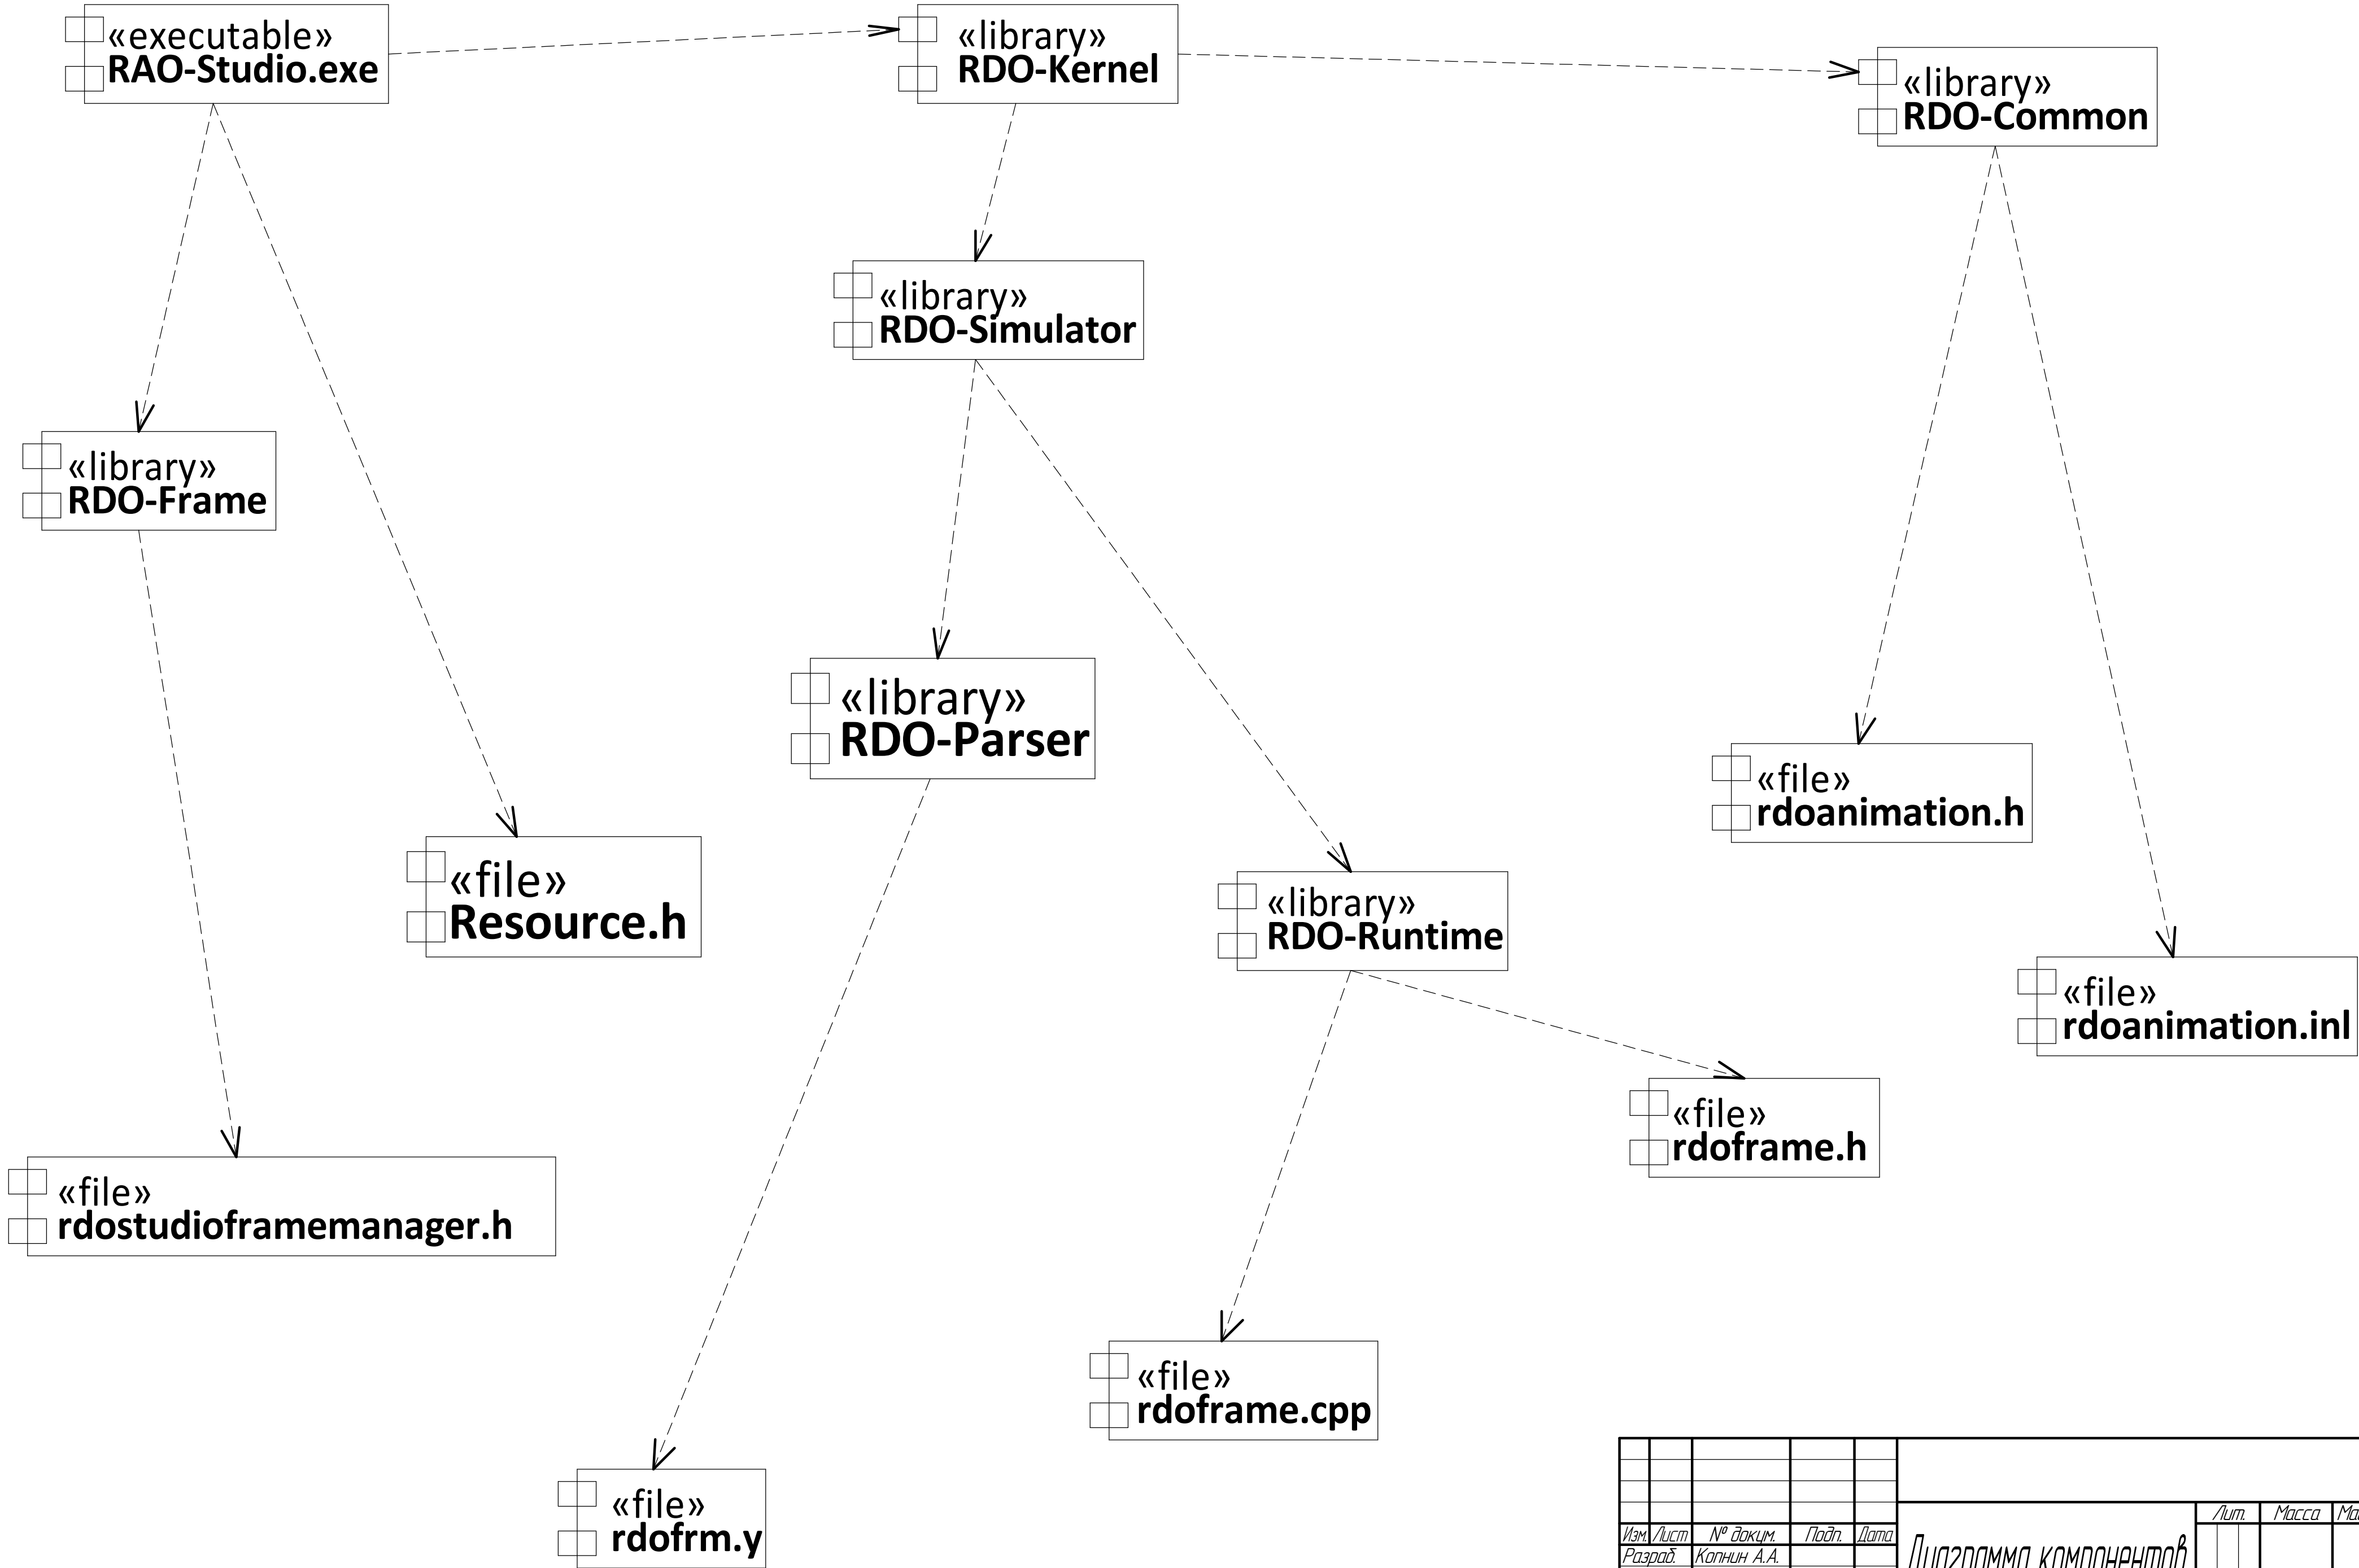 «executable»
RAO-Studio.exe
«library»
RDO-Kernel
«library»
RDO-Common
«library»
RDO-Simulator
«library»
RDO-Frame
«library»
RDO-Parser
«file»
rdoanimation.h
«file»
Resource.h
«library»
RDO-Runtime
«file»
rdoanimation.inl
«file»
rdoframe.h
«file»
rdostudioframemanager.h
«file»
rdoframe.cpp
«file»
rdofrm.y
Лит. Масса
Изм. Лист № докум. Подп. Дата
Разраб. Копнин А.А.
Диаграмма компонентов